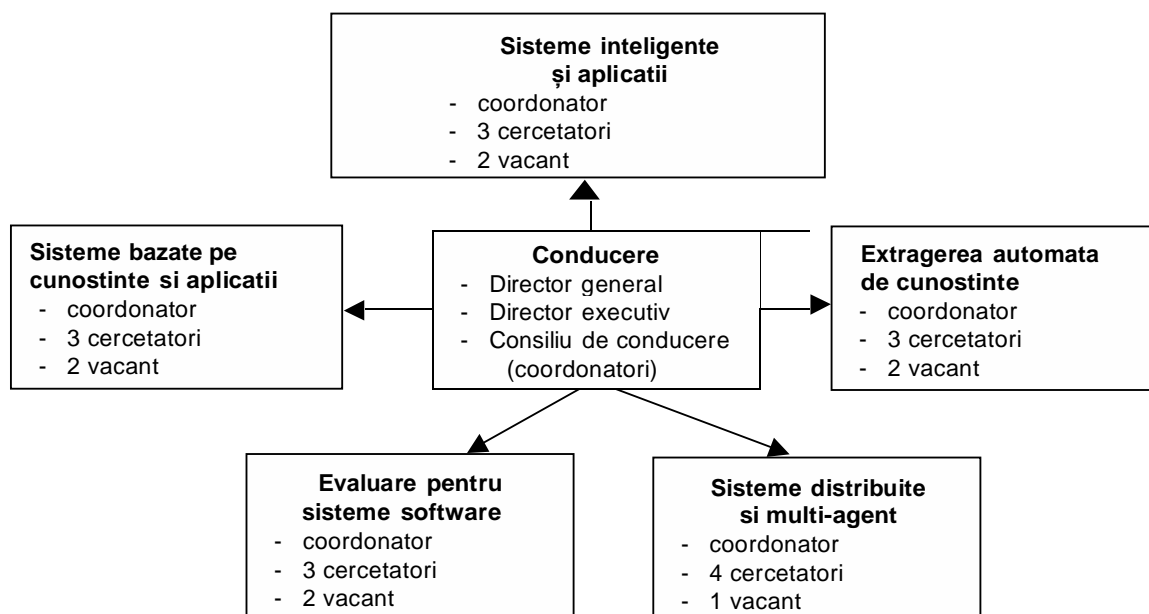 Sisteme inteligente
și aplicatii
- coordonator
- 3 cercetatori
- 2 vacant
Sisteme bazate pe
cunostinte si aplicatii
- coordonator
- 3 cercetatori
- 2 vacant
Conducere
- Director general
- Director executiv
- Consiliu de conducere
(coordonatori)
Extragerea automata
de cunostinte
- coordonator
- 3 cercetatori
- 2 vacant
Evaluare pentru
sisteme software
- coordonator
- 3 cercetatori
- 2 vacant
Sisteme distribuite
si multi-agent
- coordonator
- 4 cercetatori
- 1 vacant